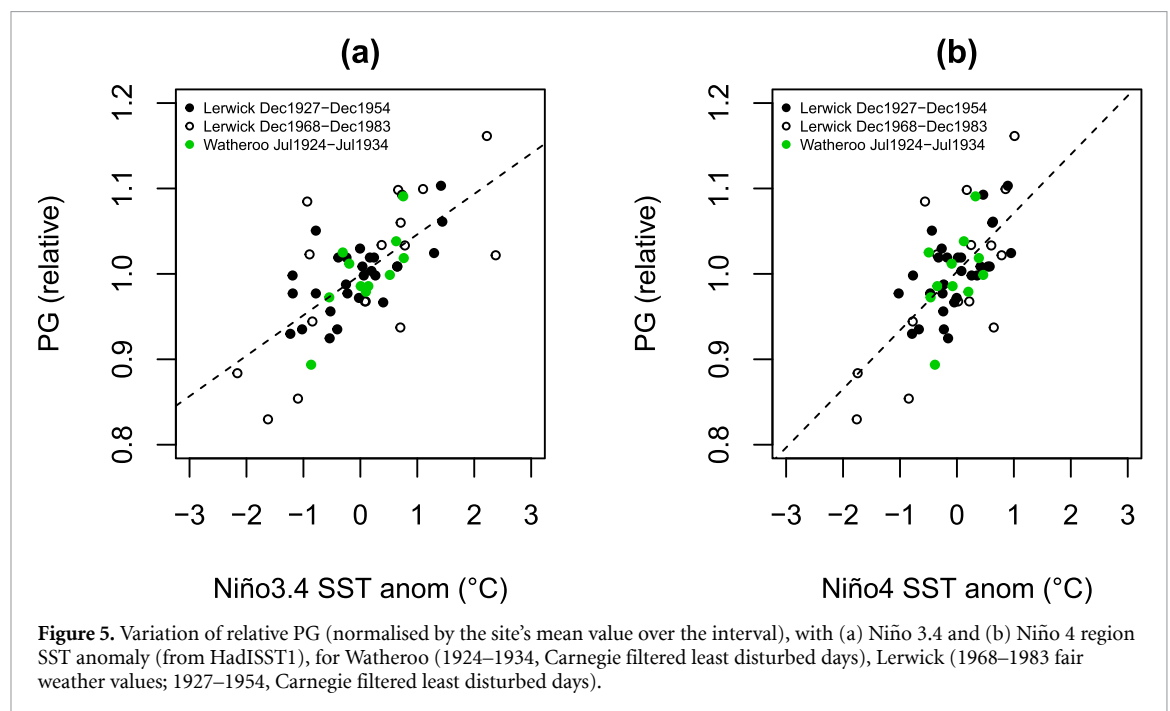 (a)
PG (relative)
1.2
1.1
1.0
0.9
0.8
Lerwick Dec1927−Dec1954
Lerwick Dec1968−Dec1983
Watheroo Jul1924−Jul1934
−3 −2 −1 0 1 2 3
Niño3.4 SST anom (°C)
(b)
PG (relative)
1.2
1.1
1.0
0.9
0.8
Lerwick Dec1927−Dec1954
Lerwick Dec1968−Dec1983
Watheroo Jul1924−Jul1934
−3 −2 −1 0 1 2 3
Niño4 SST anom (°C)
Figure 5. Variation of relative PG (normalised by the site's mean value over the interval), with (a) Niño 3.4 and (b) Niño 4 region
SST anomaly (from HadISST1), for Watheroo (1924–1934, Carnegie filtered least disturbed days), Lerwick (1968–1983 fair
weather values; 1927–1954, Carnegie filtered least disturbed days).